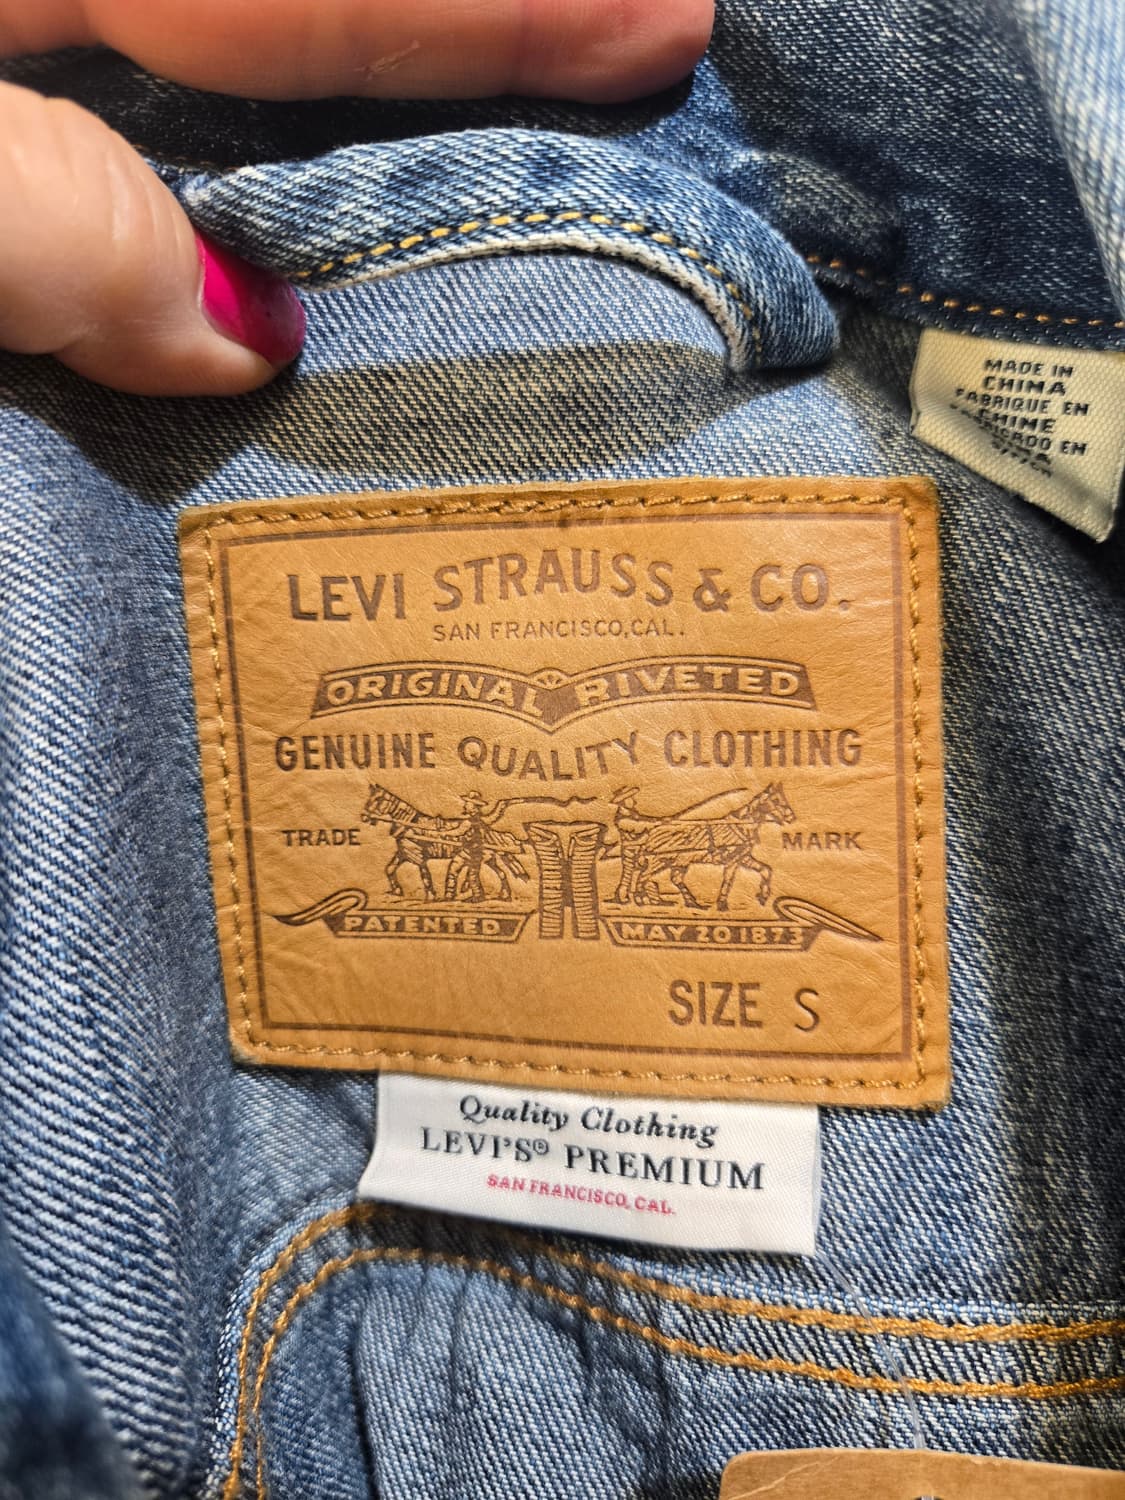 MADE IN
CHINA
FABRIQUE EN
CHINE
EN
LEVI STRAUSS & CO.
SAN FRANCISCO, CAL.
ORIGINAL RIVETED
GENUINE QUALITY CLOTHING
TRADE MARK
PATENTED MAY 20 1873
SIZE S
Quality Clothing
LEVI'S® PREMIUM
SAN FRANCISCO, CAL.